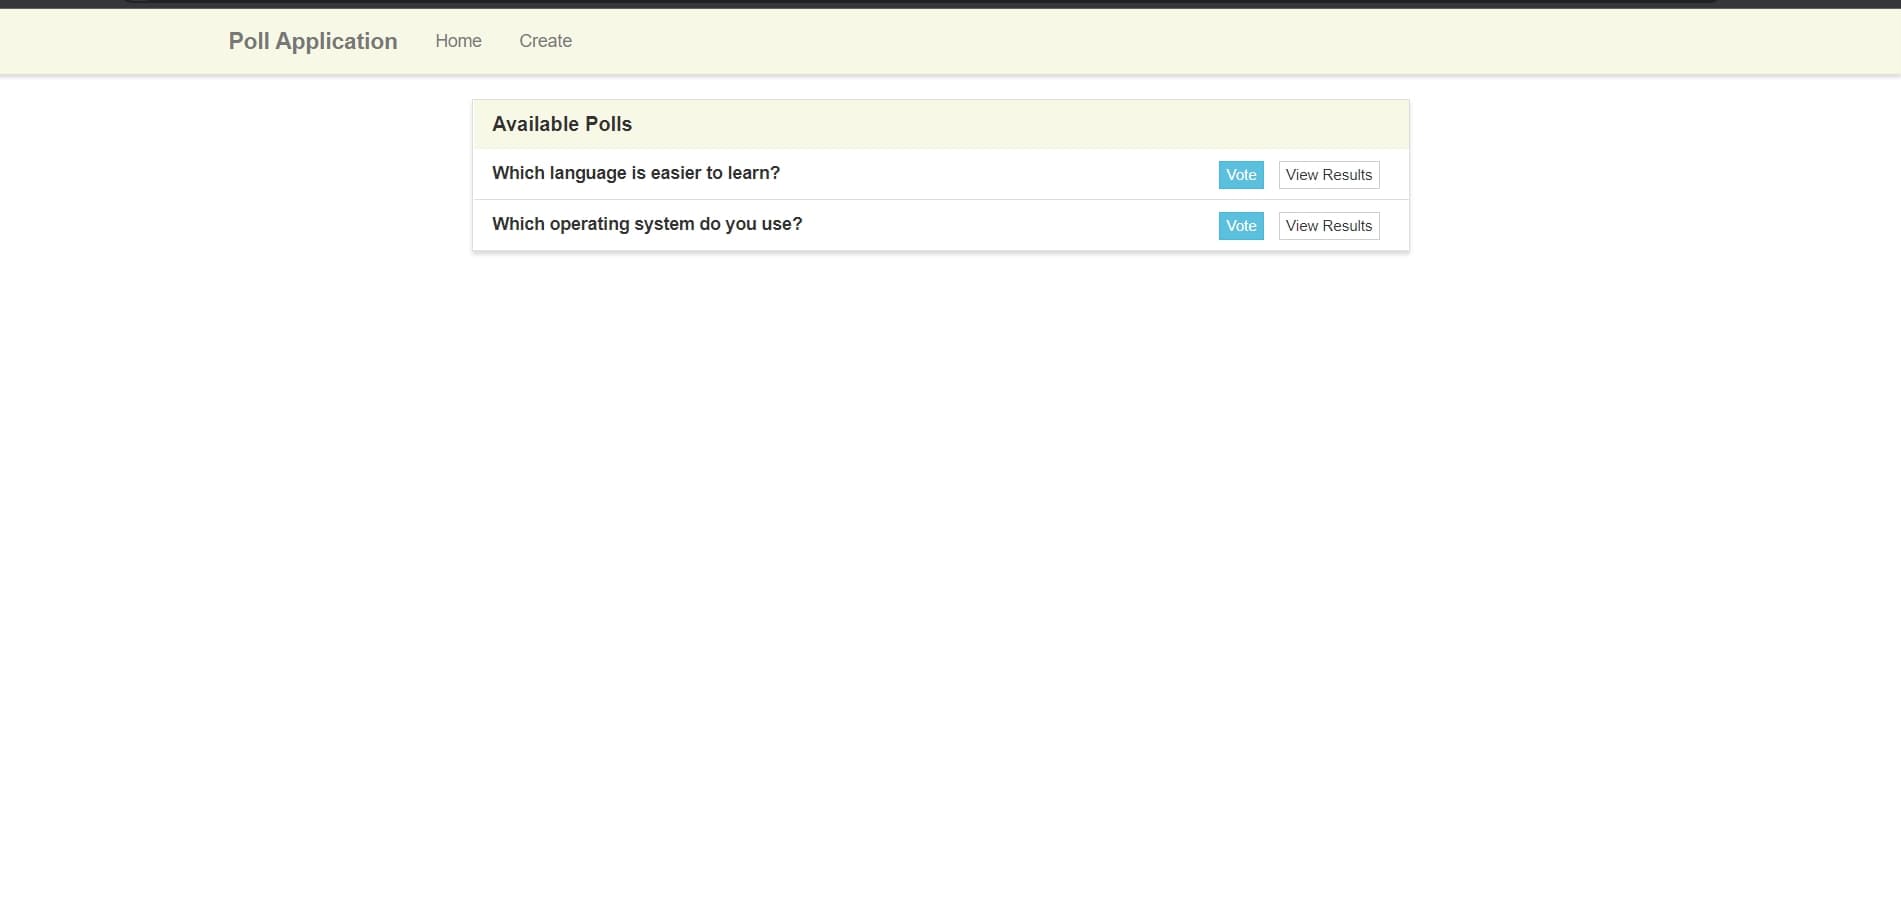 Poll Application Home Create
Available Polls
Which language is easier to learn? Vote View Results
Which operating system do you use? Vote View Results